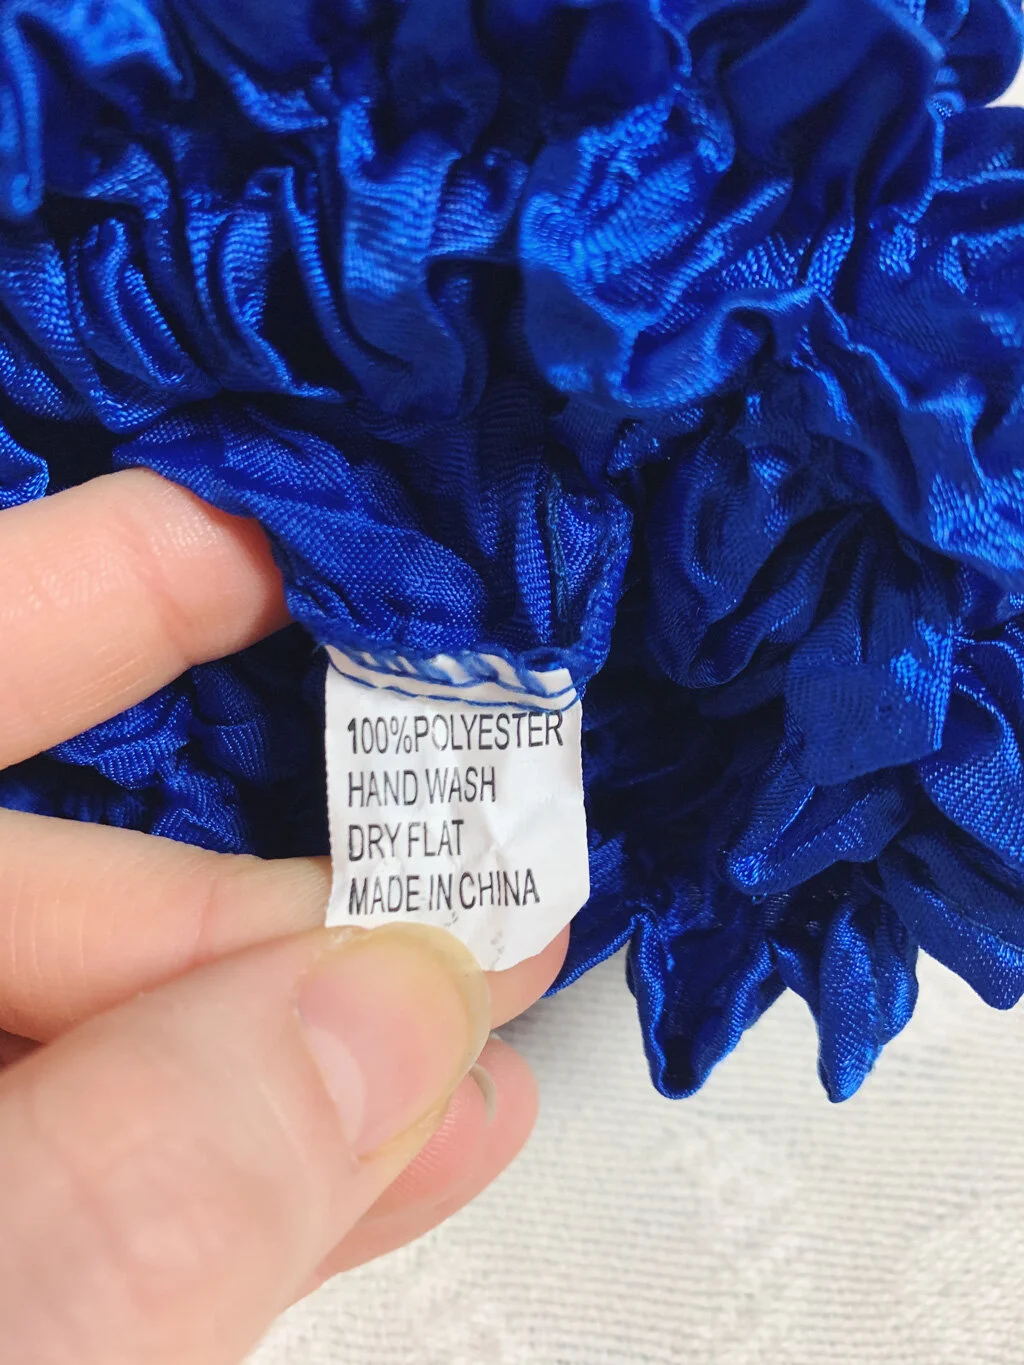 100%POLYESTER
HAND WASH
DRY FLAT
MADE IN CHINA